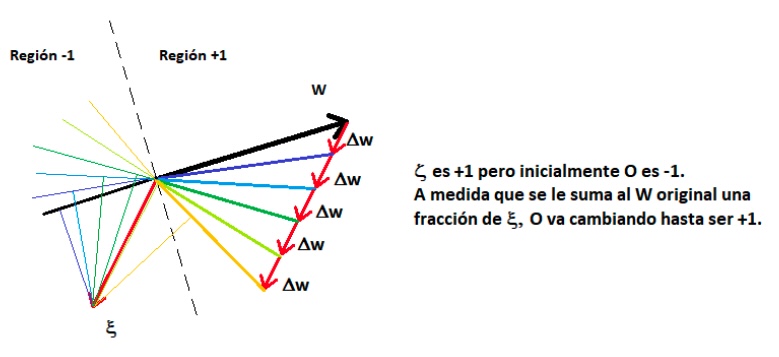 Región -1
Región +1
W
Δw
Δw
Δw
Δw
Δw
ξ
ζ es +1 pero inicialmente O es -1.
A medida que se le suma al W original una
fracción de ξ, O va cambiando hasta ser +1.